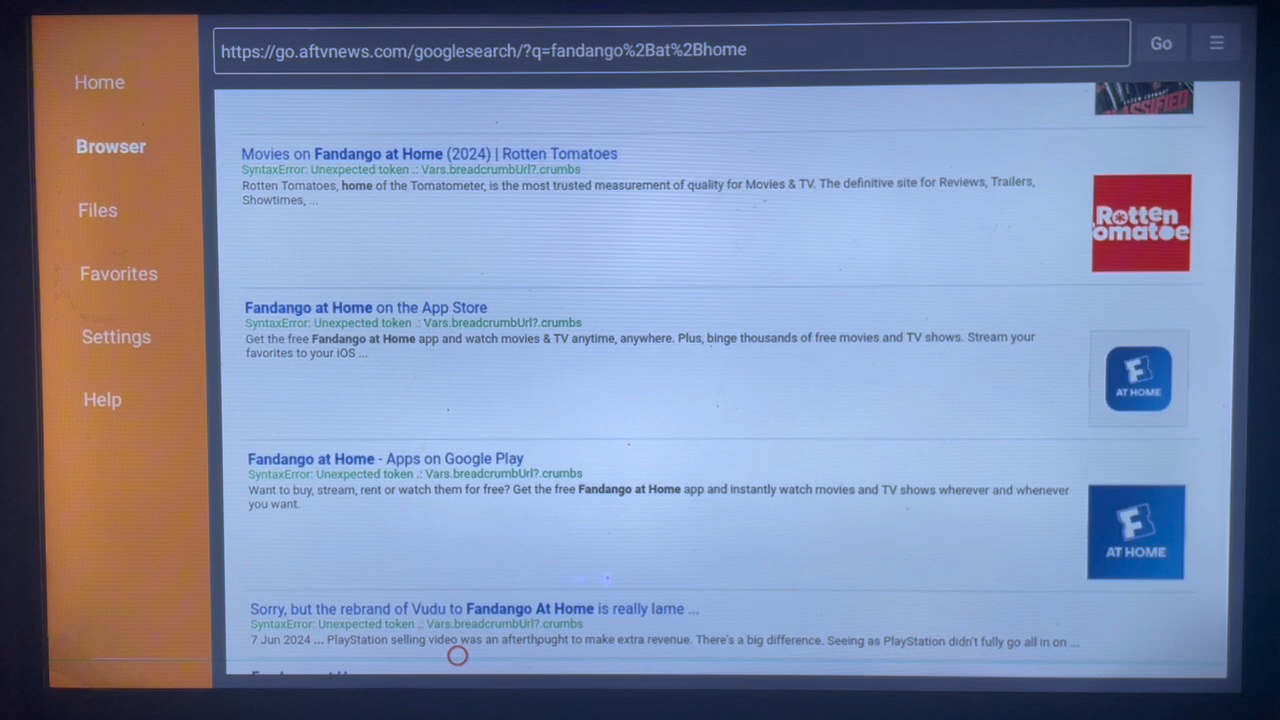 https://go.aftvnews.com/googlesearch/?q=fandango%2Bat%2Bhome
Go
Home
Browser
Files
Favorites
Settings
Help
SSIFIED
Movies on Fandango at Home (2024) | Rotten Tomatoes
SyntaxError: Unexpected token .: Vars.breadcrumbUrl?.crumbs
Rotten Tomatoes, home of the Tomatometer, is the most trusted measurement of quality for Movies & TV. The definitive site for Reviews, Trailers,
Showtimes, ...
Rotten
omatoe
Fandango at Home on the App Store
SyntaxError: Unexpected token .: Vars.breadcrumbUrl?.crumbs
Get the free Fandango at Home app and watch movies & TV anytime, anywhere. Plus, binge thousands of free movies and TV shows. Stream your
favorites to your iOS ...
F
AT HOME
Fandango at Home - Apps on Google Play
SyntaxError: Unexpected token .: Vars.breadcrumbUrl?.crumbs
Want to buy, stream, rent or watch them for free? Get the free Fandango at Home app and instantly watch movies and TV shows wherever and whenever
you want.
F
AT HOME
Sorry, but the rebrand of Vudu to Fandango At Home is really lame ...
SyntaxError: Unexpected token .: Vars.breadcrumbUrl?.crumbs
7 Jun 2024 ... PlayStation selling video was an afterthought to make extra revenue. There's a big difference. Seeing as PlayStation didn't fully go all in on ...